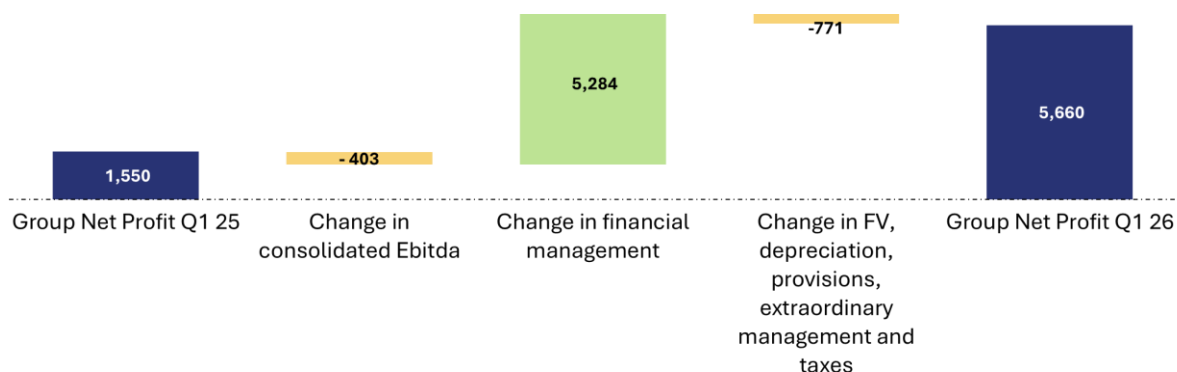 -771
5,284
5,660
- 403
1,550
Group Net Profit Q1 25
Change in
consolidated Ebitda
Change in financial
management
Change in FV,
depreciation,
provisions,
extraordinary
management and
taxes
Group Net Profit Q1 26